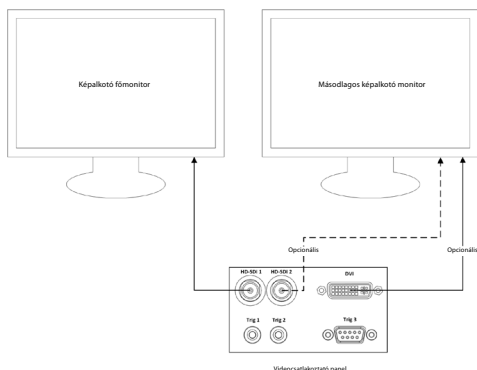 Képalkotó főmonitor
Másodlagos képalkotó monitor
Opcionális
Opcionális
HD-SDI 1
HD-SDI 2
DVI
Trig 1
Trig 2
Trig 3
Videocsatlakoztató panel